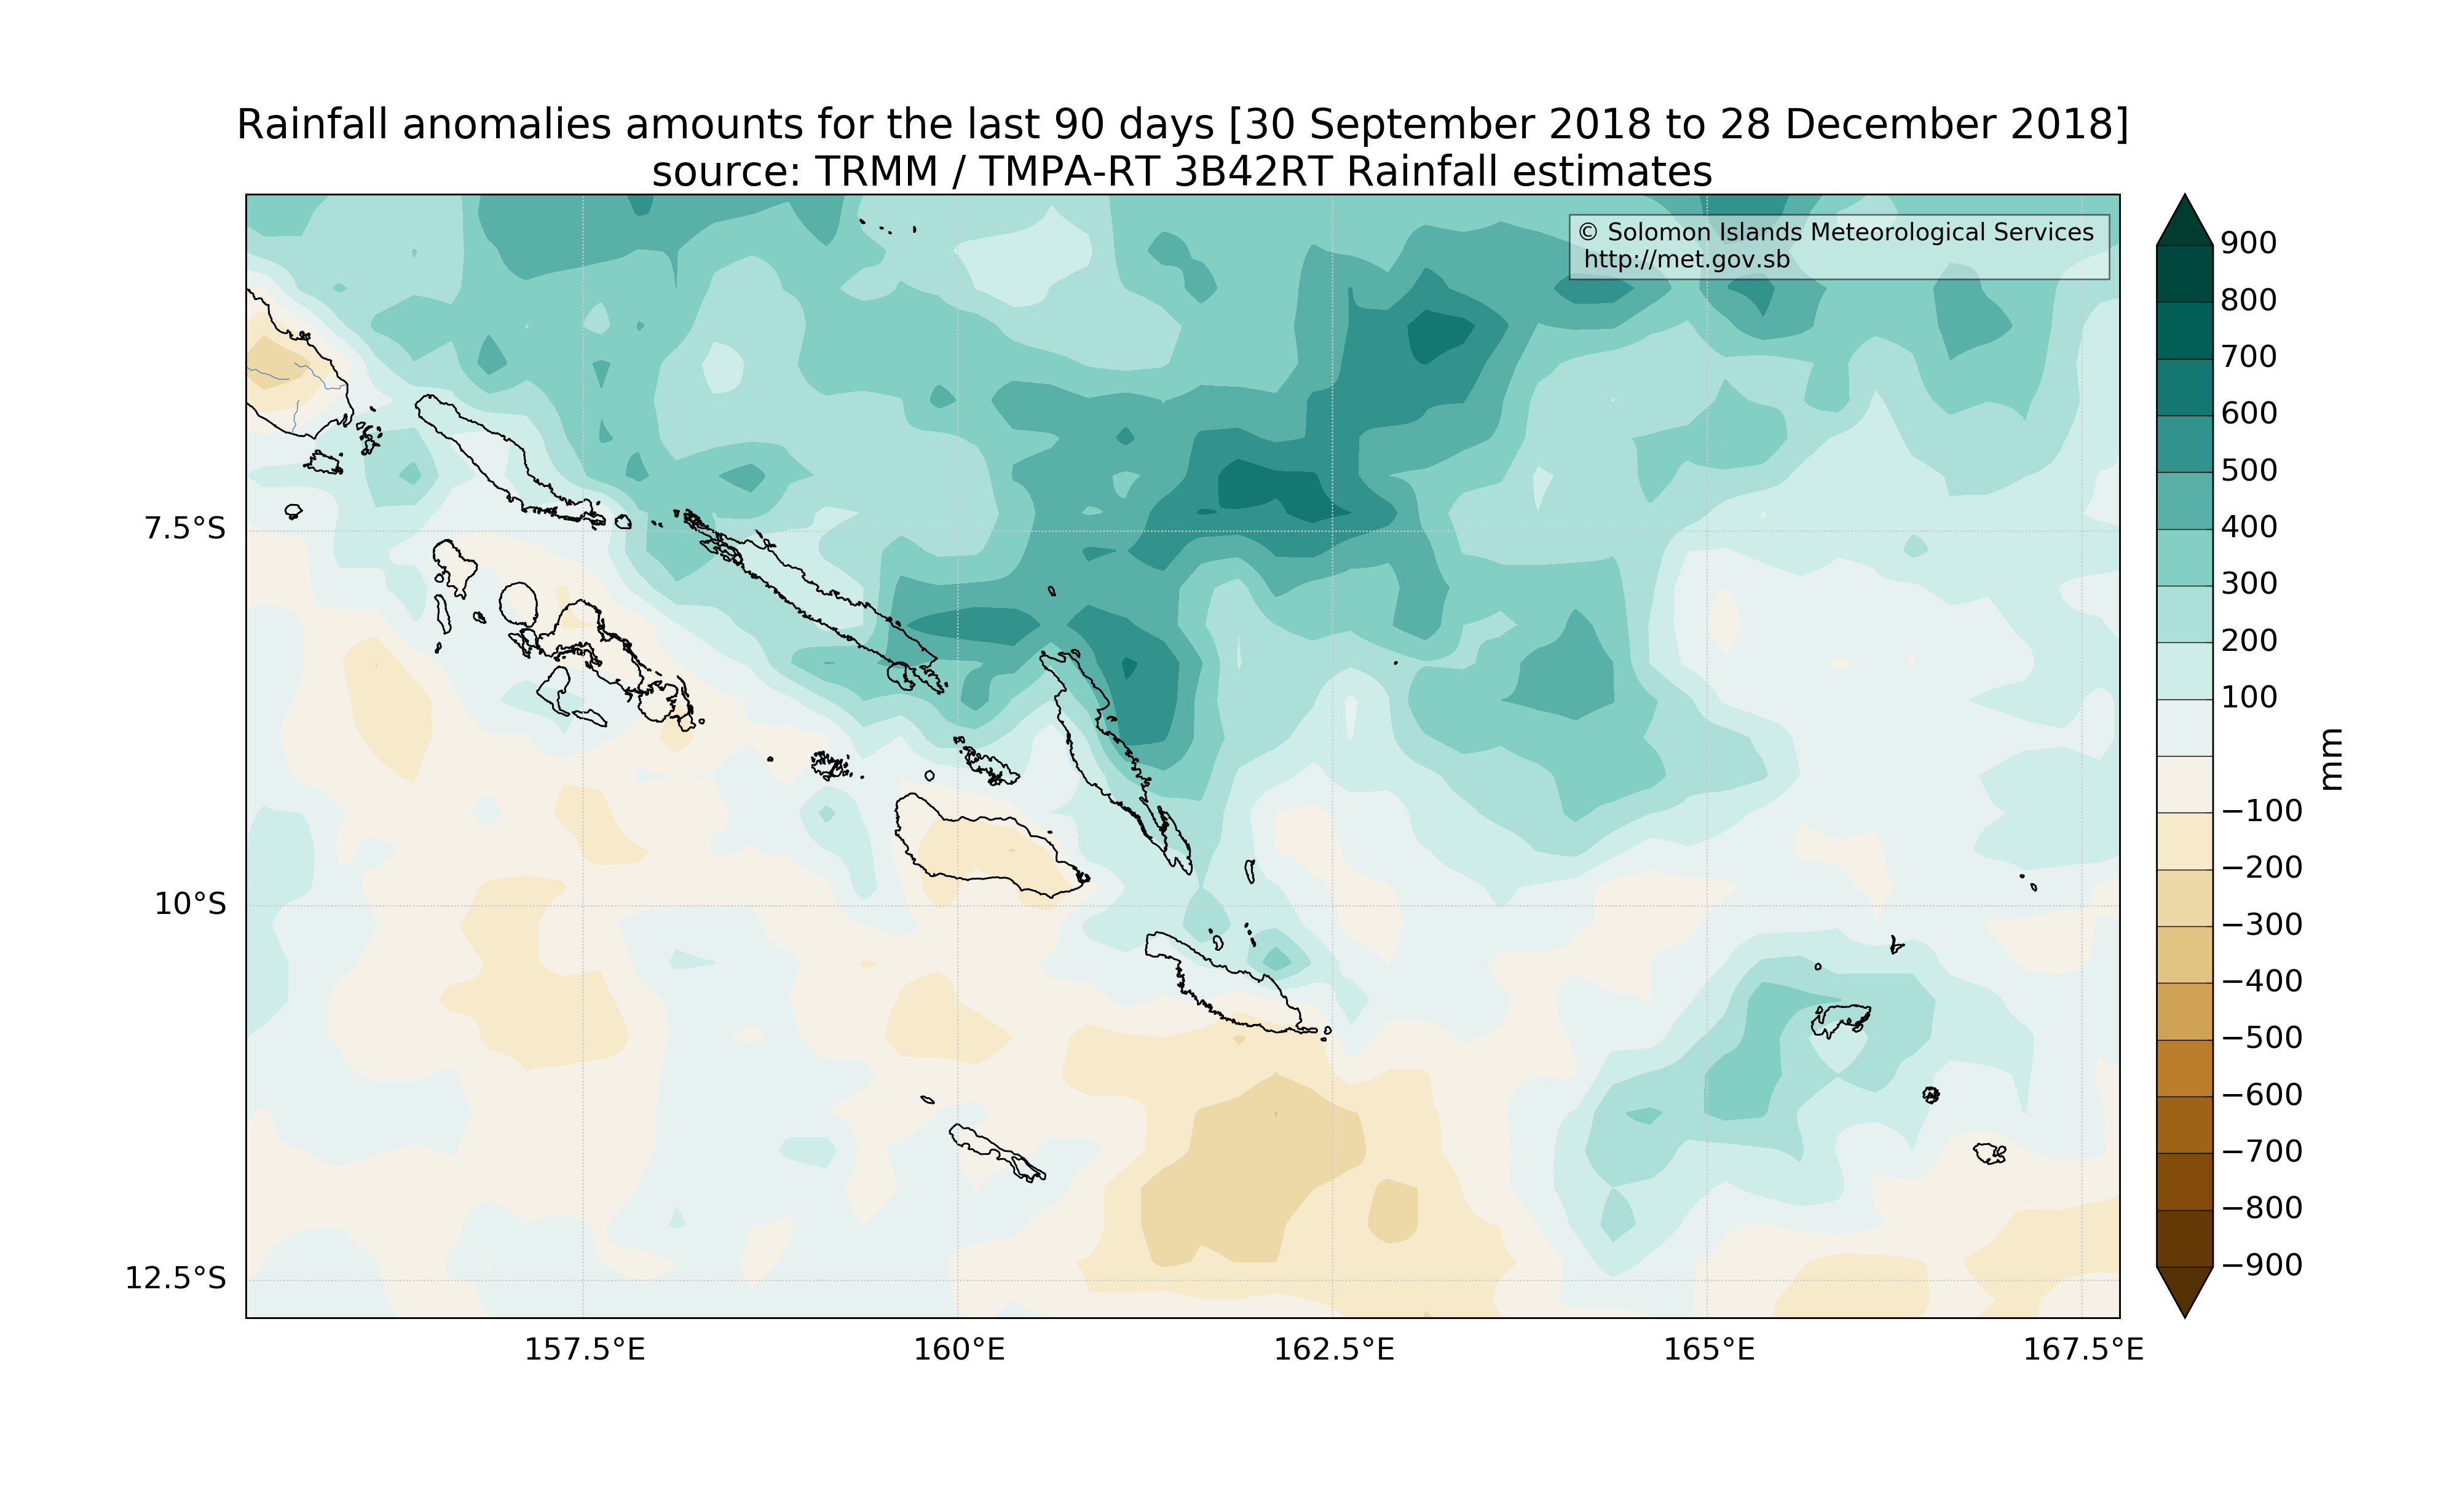 Rainfall anomalies amounts for the last 90 days [30 September 2018 to 28 December 2018]
source: TRMM / TMPA-RT 3B42RT Rainfall estimates
© Solomon Islands Meteorological Services
http://met.gov.sb
7.5°S
10°S
12.5°S
157.5°E
160°E
162.5°E
165°E
167.5°E
900
800
700
600
500
400
300
200
100
−100
−200
−300
−400
−500
−600
−700
−800
−900
mm